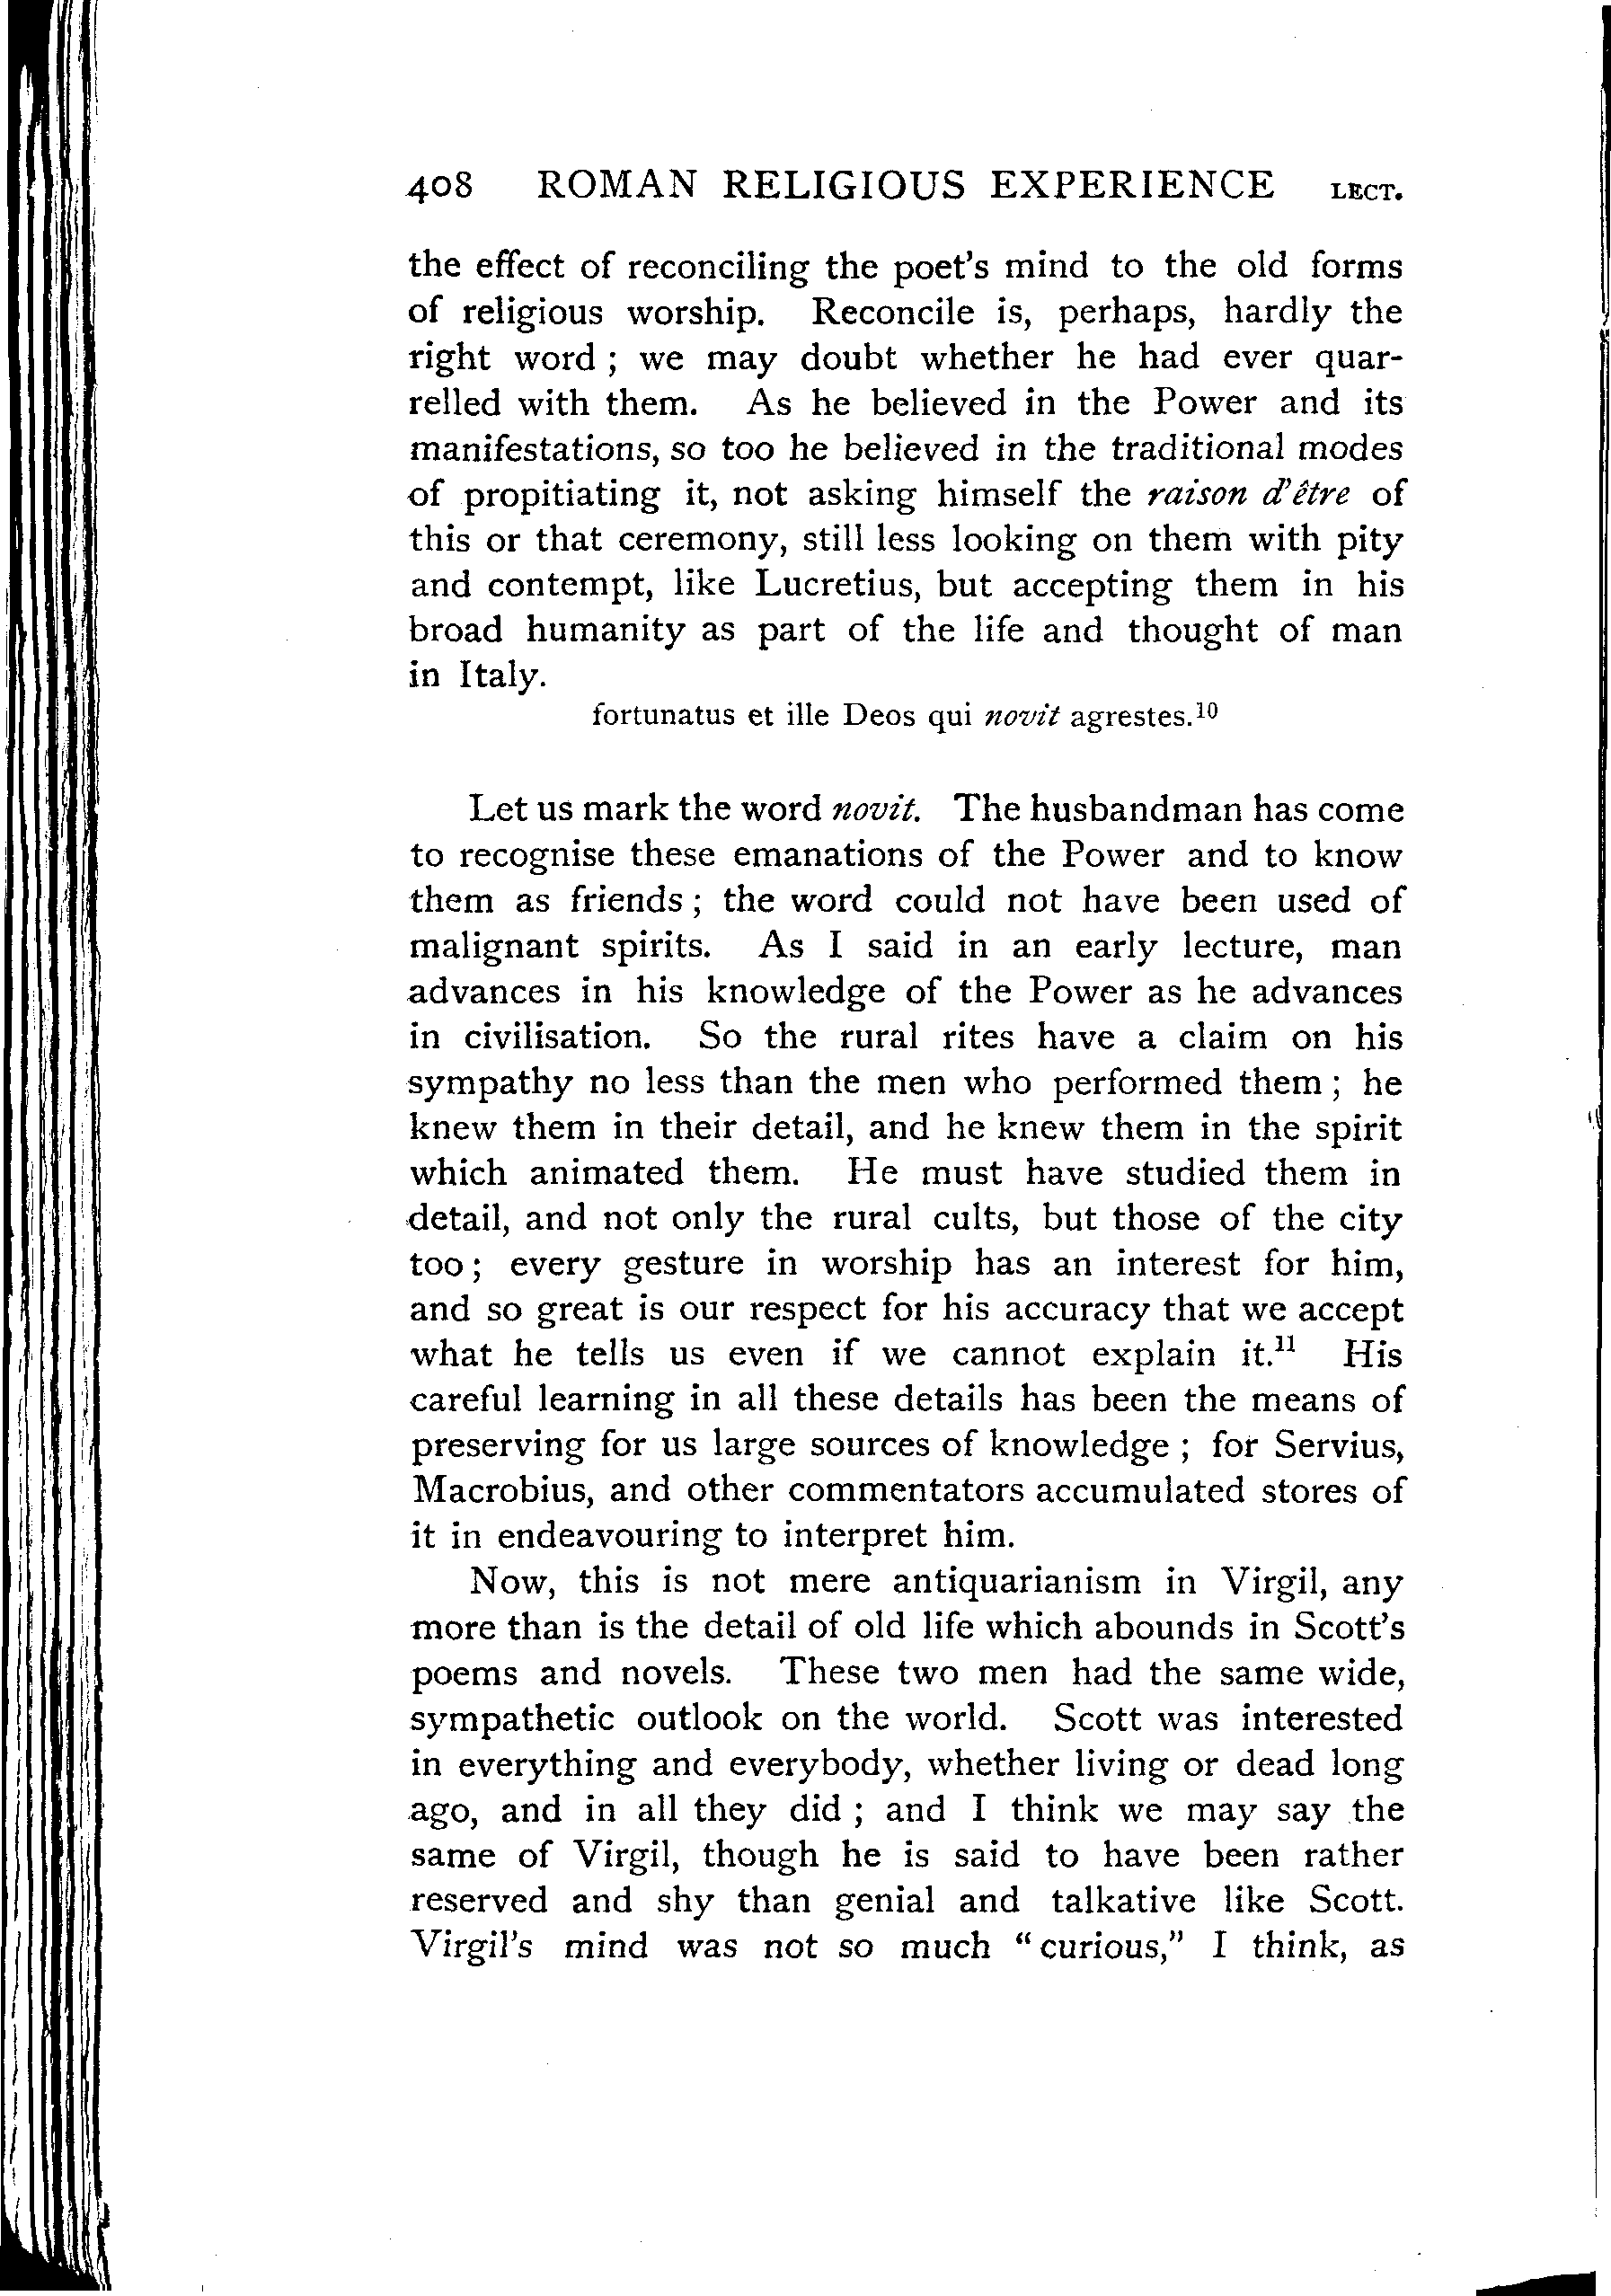 408 ROMAN RELIGIOUS EXPERIENCE LECT.
the effect of reconciling the poet's mind to the old forms
of religious worship. Reconcile is, perhaps, hardly the
right word ; we may doubt whether he had ever quar-
relled with them. As he believed in the Power and its
manifestations, so too he believed in the traditional modes
of propitiating it, not asking himself the raison d'être of
this or that ceremony, still less looking on them with pity
and contempt, like Lucretius, but accepting them in his
broad humanity as part of the life and thought of man
in Italy.
fortunatus et ille Deos qui novit agrestes.¹⁰
Let us mark the word novit. The husbandman has come
to recognise these emanations of the Power and to know
them as friends ; the word could not have been used of
malignant spirits. As I said in an early lecture, man
advances in his knowledge of the Power as he advances
in civilisation. So the rural rites have a claim on his
sympathy no less than the men who performed them ; he
knew them in their detail, and he knew them in the spirit
which animated them. He must have studied them in
detail, and not only the rural cults, but those of the city
too ; every gesture in worship has an interest for him,
and so great is our respect for his accuracy that we accept
what he tells us even if we cannot explain it.¹¹ His
careful learning in all these details has been the means of
preserving for us large sources of knowledge ; for Servius,
Macrobius, and other commentators accumulated stores of
it in endeavouring to interpret him.
Now, this is not mere antiquarianism in Virgil, any
more than is the detail of old life which abounds in Scott's
poems and novels. These two men had the same wide,
sympathetic outlook on the world. Scott was interested
in everything and everybody, whether living or dead long
ago, and in all they did ; and I think we may say the
same of Virgil, though he is said to have been rather
reserved and shy than genial and talkative like Scott.
Virgil's mind was not so much "curious," I think, as